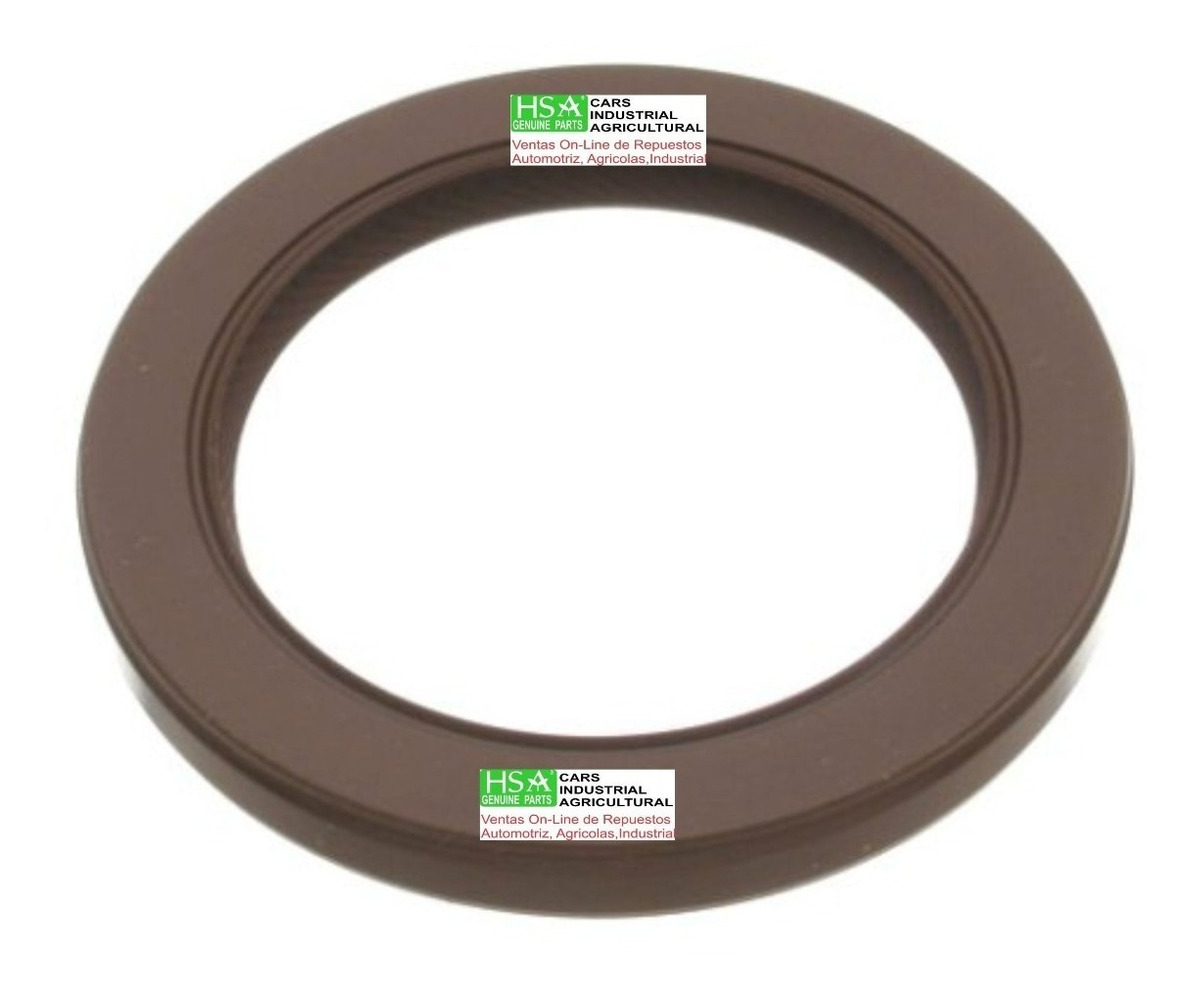 HSA
GENUINE PARTS
CARS
INDUSTRIAL
AGRICULTURAL
Ventas On-Line de Repuestos
Automotriz, Agricolas,Industrial
HSA
GENUINE PARTS
CARS
INDUSTRIAL
AGRICULTURAL
Ventas On-Line de Repuestos
Automotriz, Agricolas,Industrial